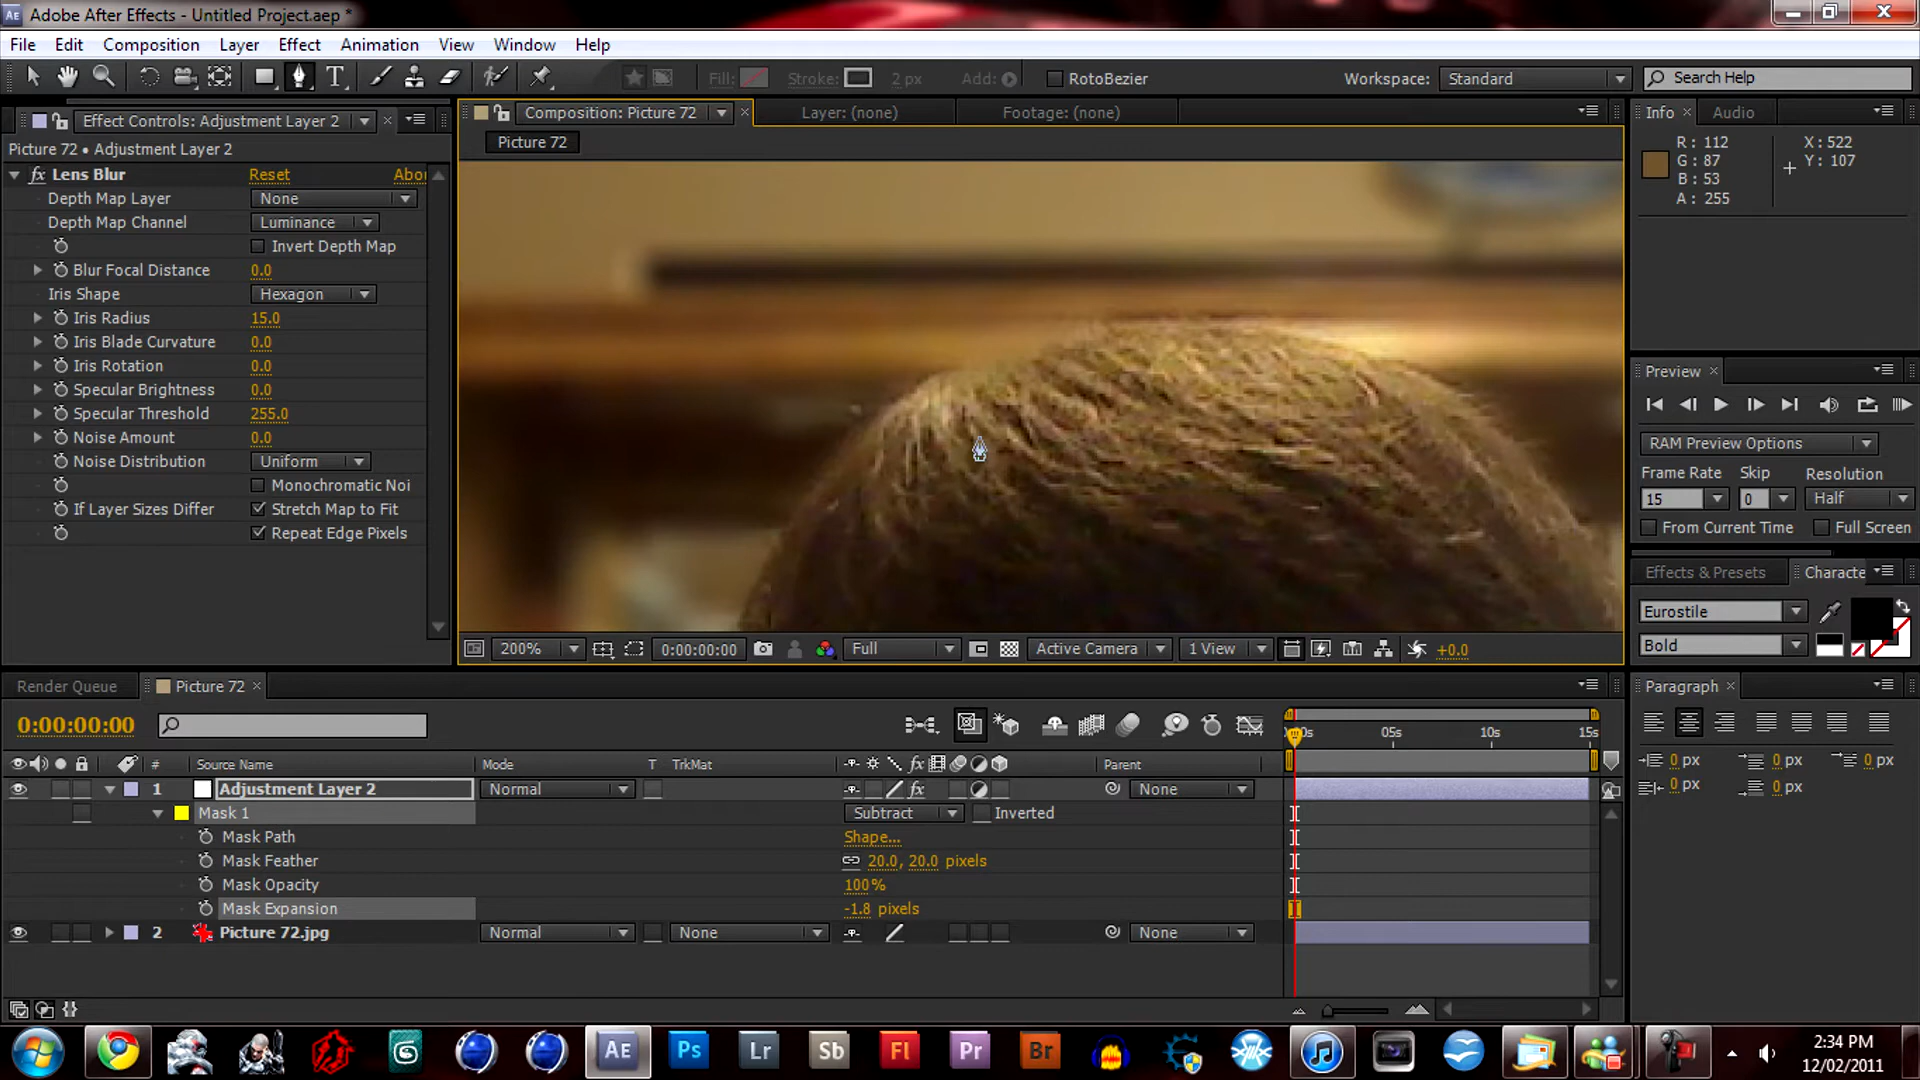 Adobe After Effects - Untitled Project.aep *
File Edit Composition Layer Effect Animation View Window Help
T Fill: Stroke: 2 px Add: RotoBezier Workspace: Standard Search Help
Effect Controls: Adjustment Layer 2
Picture 72 • Adjustment Layer 2
fx Lens Blur Reset Abou
Depth Map Layer None
Depth Map Channel Luminance
Invert Depth Map
Blur Focal Distance 0.0
Iris Shape Hexagon
Iris Radius 15.0
Iris Blade Curvature 0.0
Iris Rotation 0.0
Specular Brightness 0.0
Specular Threshold 255.0
Noise Amount 0.0
Noise Distribution Uniform
Monochromatic Noi
If Layer Sizes Differ Stretch Map to Fit
Repeat Edge Pixels
Composition: Picture 72 Layer: (none) Footage: (none)
Picture 72
200% 0:00:00:00 Full Active Camera 1 View +0.0
Info Audio
R : 112 X : 522
G : 87 Y : 107
B : 53
A : 255
Preview
RAM Preview Options
Frame Rate Skip Resolution
15 0 Half
From Current Time Full Screen
Effects & Presets Characte
Eurostile
Bold
Render Queue Picture 72
0:00:00:00
0s 05s 10s 15s
# Source Name Mode T TrkMat fx Parent
1 Adjustment Layer 2 Normal fx None
Mask 1 Subtract Inverted
Mask Path Shape...
Mask Feather 20.0, 20.0 pixels
Mask Opacity 100%
Mask Expansion -1.8 pixels
2 Picture 72.jpg Normal None None
Paragraph
0 px 0 px 0 px
0 px 0 px
AE Ps Lr Sb Fl Pr Br
2:34 PM
12/02/2011